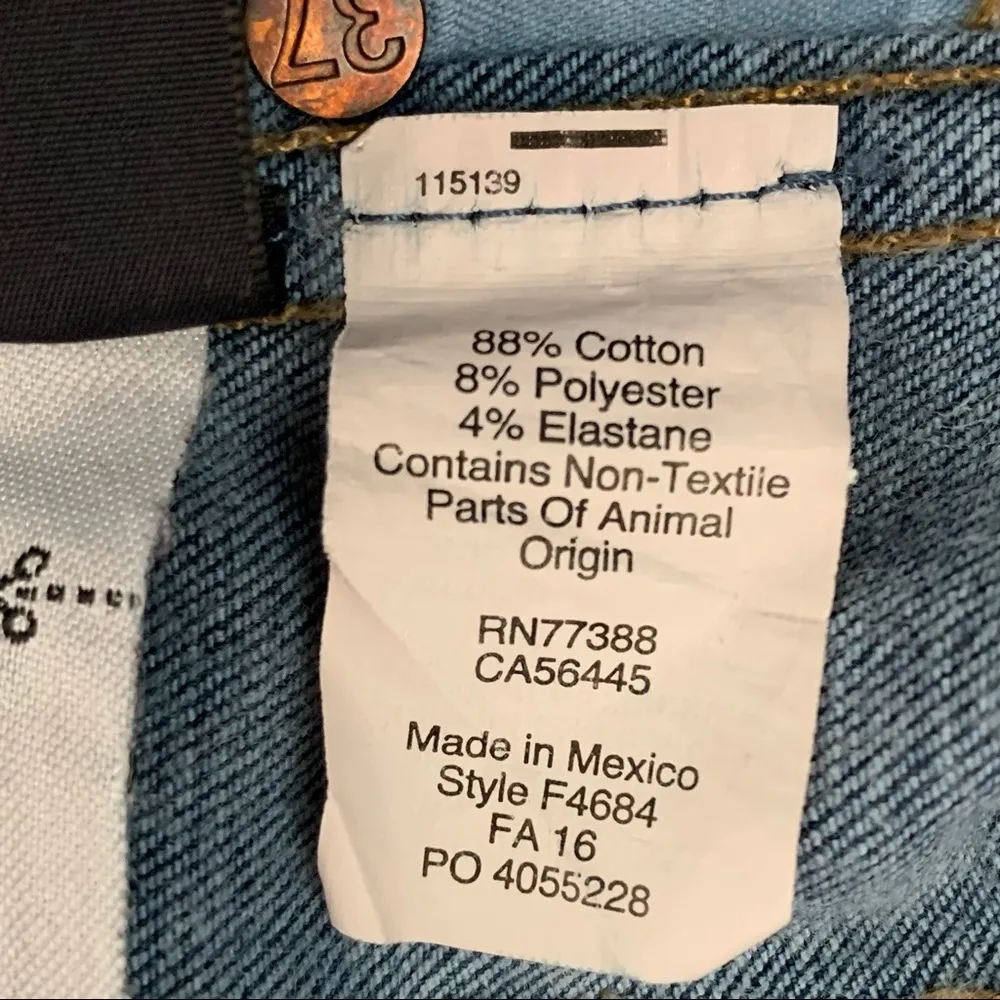 37
115139
88% Cotton
8% Polyester
4% Elastane
Contains Non-Textile
Parts Of Animal
Origin
RN77388
CA56445
Made in Mexico
Style F4684
FA 16
PO 4055228